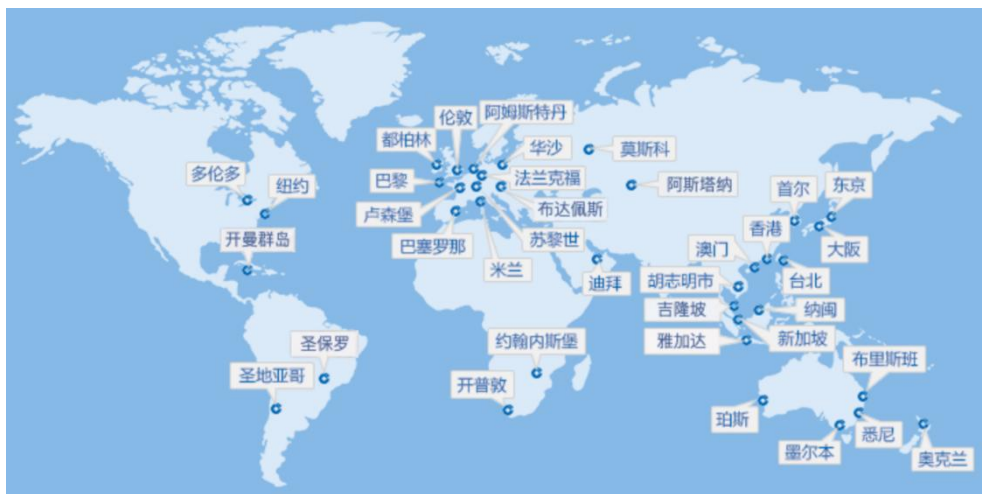 伦敦
阿姆斯特丹
都柏林
华沙
莫斯科
多伦多
纽约
巴黎
法兰克福
阿斯塔纳
首尔
东京
卢森堡
布达佩斯
开曼群岛
巴塞罗那
苏黎世
香港
澳门
大阪
米兰
迪拜
胡志明市
台北
吉隆坡
纳闽
圣保罗
约翰内斯堡
雅加达
新加坡
圣地亚哥
开普敦
布里斯班
珀斯
悉尼
墨尔本
奥克兰